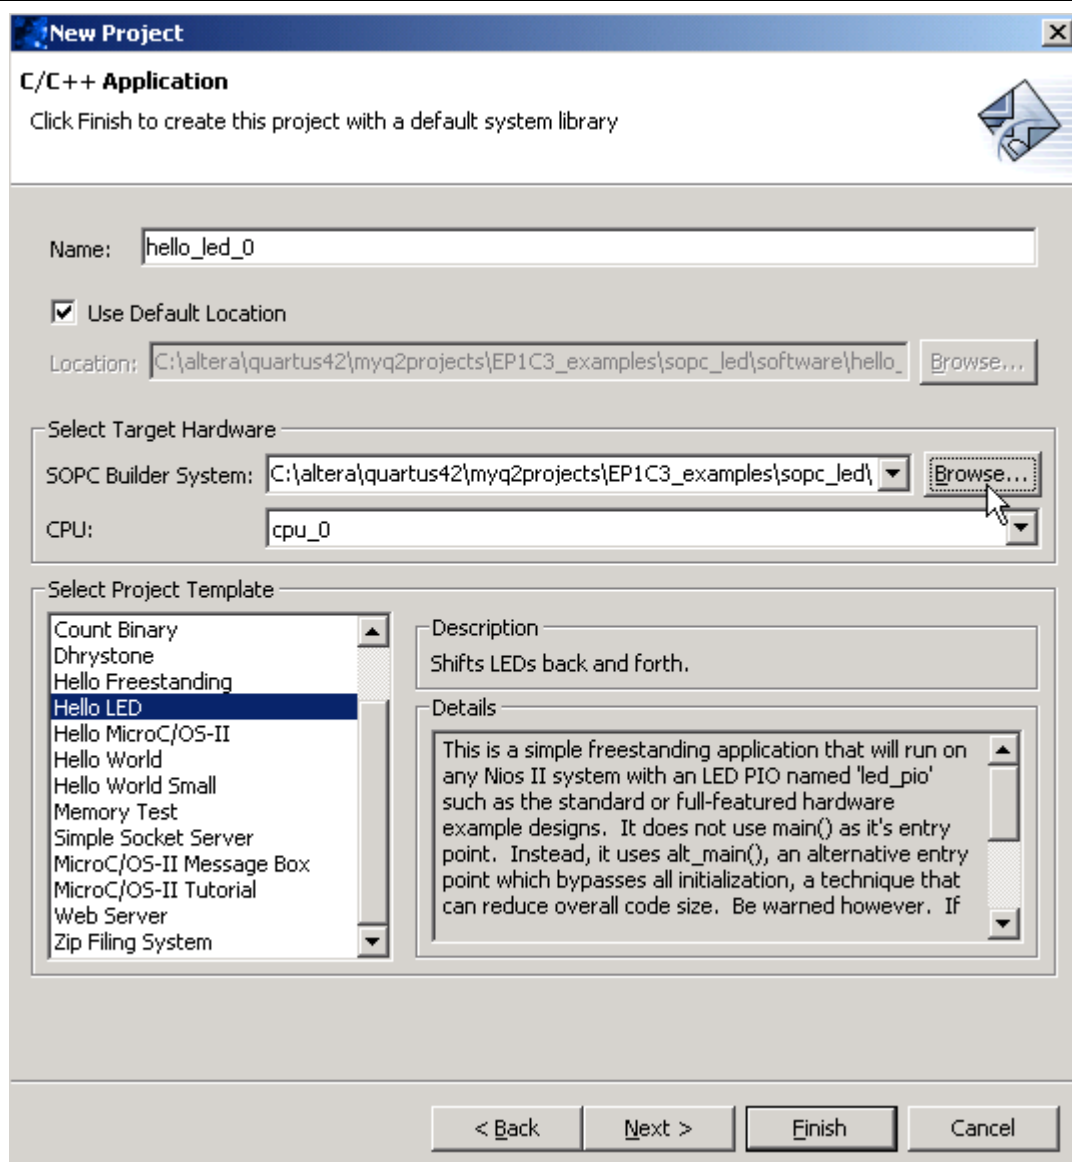 New Project
C/C++ Application
Click Finish to create this project with a default system library
Name: hello_led_0
Use Default Location
Location: C:\altera\quartus42\myq2projects\EP1C3_examples\sopc_led\software\hello_ Browse...
Select Target Hardware
SOPC Builder System: C:\altera\quartus42\myq2projects\EP1C3_examples\sopc_led\ Browse...
CPU: cpu_0
Select Project Template
Count Binary
Dhrystone
Hello Freestanding
Hello LED
Hello MicroC/OS-II
Hello World
Hello World Small
Memory Test
Simple Socket Server
MicroC/OS-II Message Box
MicroC/OS-II Tutorial
Web Server
Zip Filing System
Description
Shifts LEDs back and forth.
Details
This is a simple freestanding application that will run on
any Nios II system with an LED PIO named 'led_pio'
such as the standard or full-featured hardware
example designs. It does not use main() as it's entry
point. Instead, it uses alt_main(), an alternative entry
point which bypasses all initialization, a technique that
can reduce overall code size. Be warned however. If
< Back Next > Finish Cancel